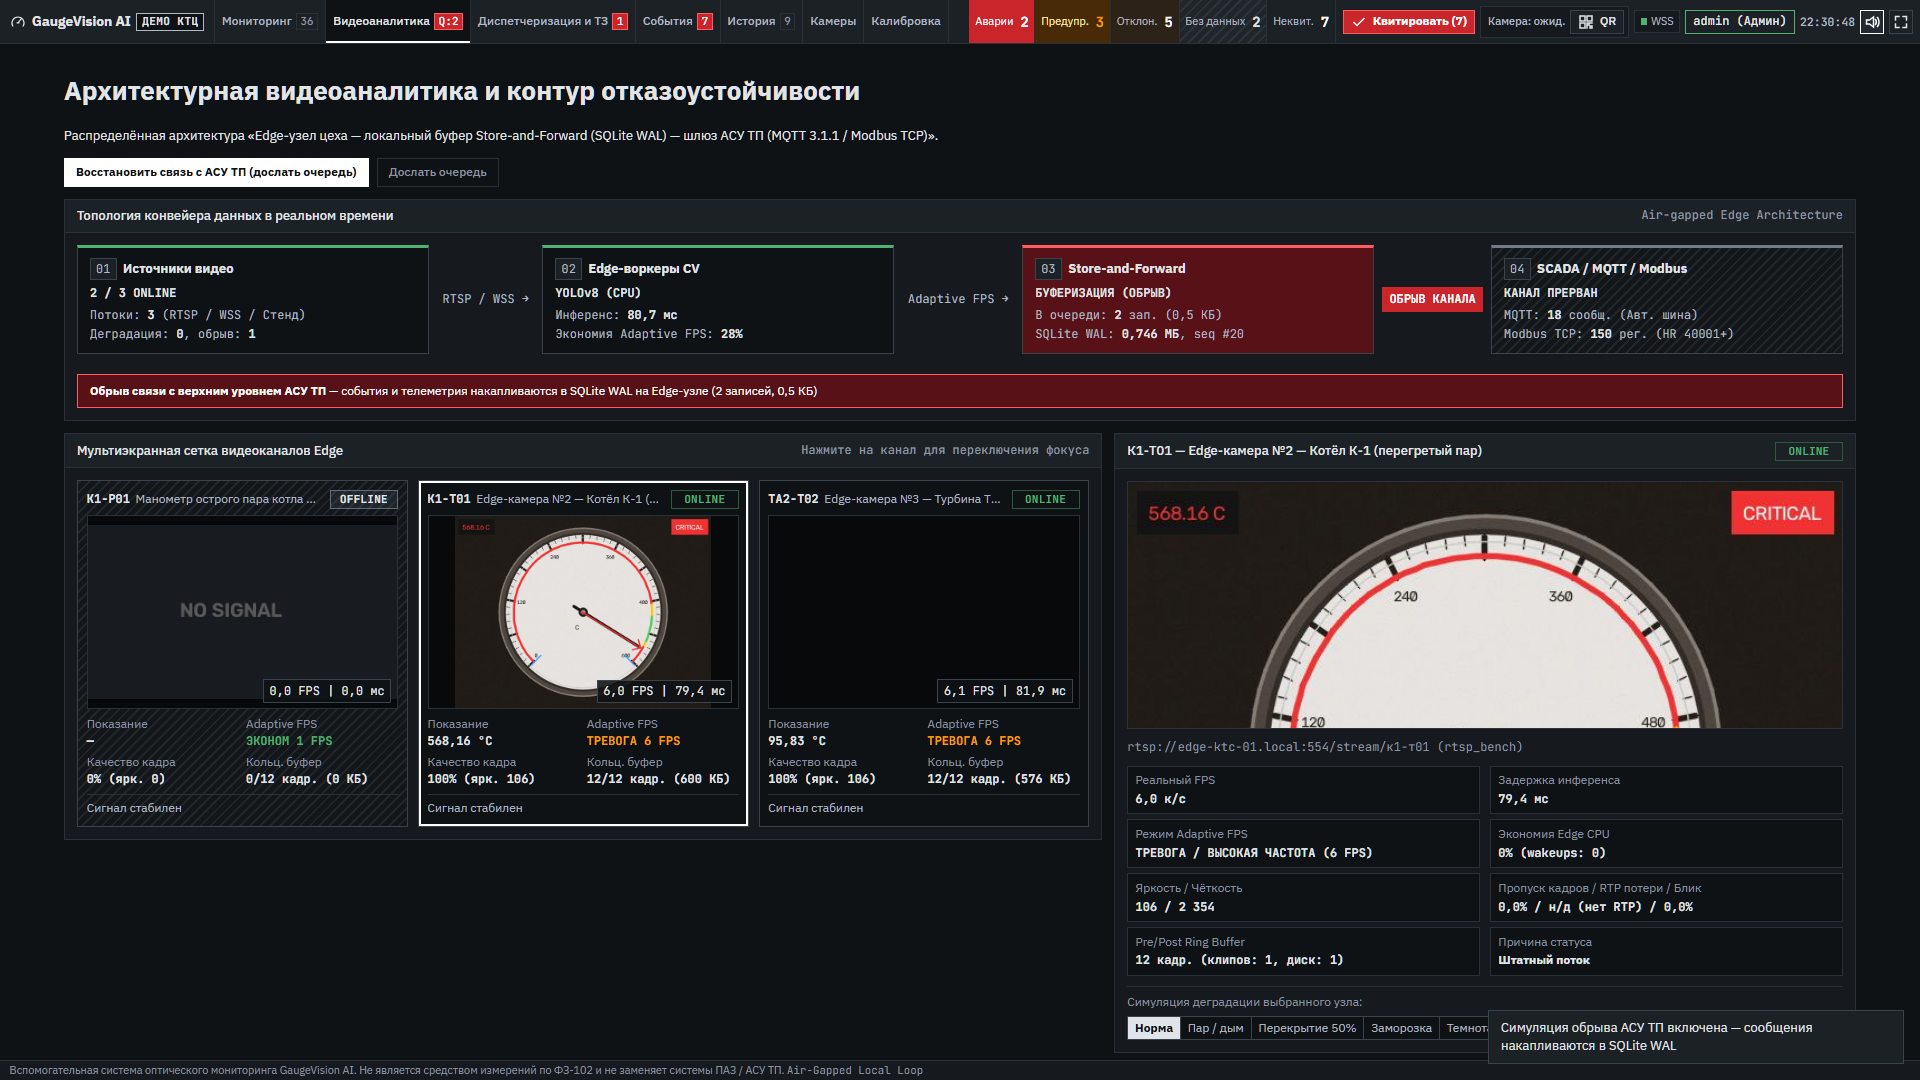 GaugeVision AI ДЕМО КТЦ Мониторинг 36 Видеоаналитика Q:2 Диспетчеризация и ТЗ 1 События 7 История 9 Камеры Калибровка Аварии 2 Предупр. 3 Отклон. 5 Без данных 2 Неквит. 7 Квитировать (7) Камера: ожид. QR WSS admin (Админ) 22:30:48
Архитектурная видеоаналитика и контур отказоустойчивости
Распределённая архитектура «Edge-узел цеха — локальный буфер Store-and-Forward (SQLite WAL) — шлюз АСУ ТП (MQTT 3.1.1 / Modbus TCP)».
Восстановить связь с АСУ ТП (дослать очередь) Дослать очередь
Топология конвейера данных в реальном времени Air-gapped Edge Architecture
01 Источники видео
2 / 3 ONLINE
Потоки: 3 (RTSP / WSS / Стенд)
Деградация: 0, обрыв: 1
RTSP / WSS →
02 Edge-воркеры CV
YOLOv8 (CPU)
Инференс: 80,7 мс
Экономия Adaptive FPS: 28%
Adaptive FPS →
03 Store-and-Forward
БУФЕРИЗАЦИЯ (ОБРЫВ)
В очереди: 2 зап. (0,5 КБ)
SQLite WAL: 0,746 МБ, seq #20
ОБРЫВ КАНАЛА
04 SCADA / MQTT / Modbus
КАНАЛ ПРЕРВАН
MQTT: 18 сообщ. (Авт. шина)
Modbus TCP: 150 рег. (HR 40001+)
Обрыв связи с верхним уровнем АСУ ТП — события и телеметрия накапливаются в SQLite WAL на Edge-узле (2 записей, 0,5 КБ)
Мультиэкранная сетка видеоканалов Edge Нажмите на канал для переключения фокуса
К1-Р01 Манометр острого пара котла ... OFFLINE
NO SIGNAL
0,0 FPS | 0,0 мс
Показание Adaptive FPS
— ЭКОНОМ 1 FPS
Качество кадра Кольц. буфер
0% (ярк. 0) 0/12 кадр. (0 КБ)
Сигнал стабилен
К1-Т01 Edge-камера №2 — Котёл К-1 (... ONLINE
568.16 C CRITICAL
240 360
120 480
C
0 600
6,0 FPS | 79,4 мс
Показание Adaptive FPS
568,16 °C ТРЕВОГА 6 FPS
Качество кадра Кольц. буфер
100% (ярк. 106) 12/12 кадр. (600 КБ)
Сигнал стабилен
ТА2-Т02 Edge-камера №3 — Турбина Т... ONLINE
6,1 FPS | 81,9 мс
Показание Adaptive FPS
95,83 °C ТРЕВОГА 6 FPS
Качество кадра Кольц. буфер
100% (ярк. 106) 12/12 кадр. (576 КБ)
Сигнал стабилен
К1-Т01 — Edge-камера №2 — Котёл К-1 (перегретый пар) ONLINE
568.16 C CRITICAL
240 360
120 480
rtsp://edge-ktc-01.local:554/stream/к1-т01 (rtsp_bench)
Реальный FPS Задержка инференса
6,0 к/с 79,4 мс
Режим Adaptive FPS Экономия Edge CPU
ТРЕВОГА / ВЫСОКАЯ ЧАСТОТА (6 FPS) 0% (wakeups: 0)
Яркость / Чёткость Пропуск кадров / RTP потери / Блик
106 / 2 354 0,0% / н/д (нет RTP) / 0,0%
Pre/Post Ring Buffer Причина статуса
12 кадр. (клипов: 1, диск: 1) Штатный поток
Симуляция деградации выбранного узла:
Норма Пар / дым Перекрытие 50% Заморозка Темнота
Симуляция обрыва АСУ ТП включена — сообщения
накапливаются в SQLite WAL
Вспомогательная система оптического мониторинга GaugeVision AI. Не является средством измерений по ФЗ-102 и не заменяет системы ПАЗ / АСУ ТП. Air-Gapped Local Loop